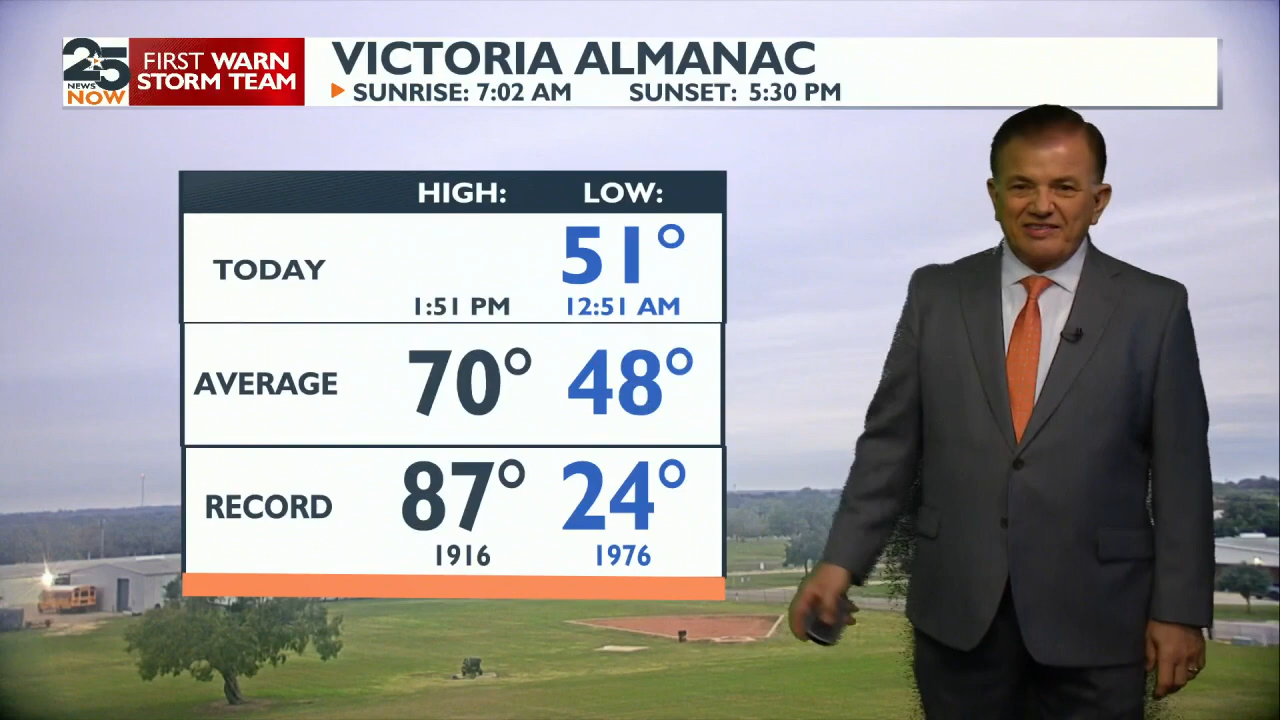 25
NEWS
NOW
FIRST WARN
STORM TEAM
VICTORIA ALMANAC
SUNRISE: 7:02 AM SUNSET: 5:30 PM
HIGH: LOW:
TODAY 51°
1:51 PM 12:51 AM
AVERAGE 70° 48°
RECORD 87° 24°
1916 1976